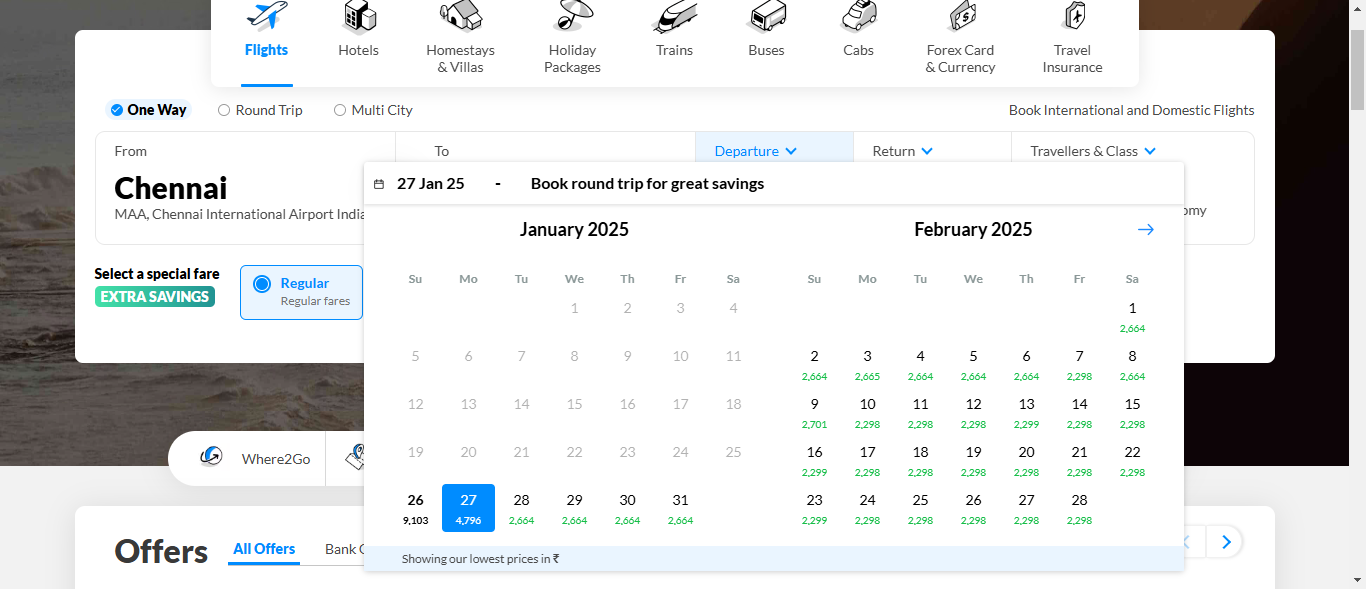 Flights
Hotels
Homestays
& Villas
Holiday
Packages
Trains
Buses
Cabs
Forex Card
& Currency
Travel
Insurance
One Way Round Trip Multi City Book International and Domestic Flights
From To Departure Return Travellers & Class
Chennai
MAA, Chennai International Airport India
27 Jan 25 - Book round trip for great savings
January 2025
Su Mo Tu We Th Fr Sa
1 2 3 4
5 6 7 8 9 10 11
12 13 14 15 16 17 18
19 20 21 22 23 24 25
26 27 28 29 30 31
9,103 4,796 2,664 2,664 2,664 2,664
February 2025
Su Mo Tu We Th Fr Sa
1
2,664
2 3 4 5 6 7 8
2,664 2,665 2,664 2,664 2,664 2,298 2,664
9 10 11 12 13 14 15
2,701 2,298 2,298 2,298 2,299 2,298 2,298
16 17 18 19 20 21 22
2,299 2,298 2,298 2,298 2,298 2,298 2,298
23 24 25 26 27 28
2,299 2,298 2,298 2,298 2,298 2,298
Showing our lowest prices in ₹
Select a special fare
EXTRA SAVINGS
Regular
Regular fares
Where2Go
Offers
All Offers Bank